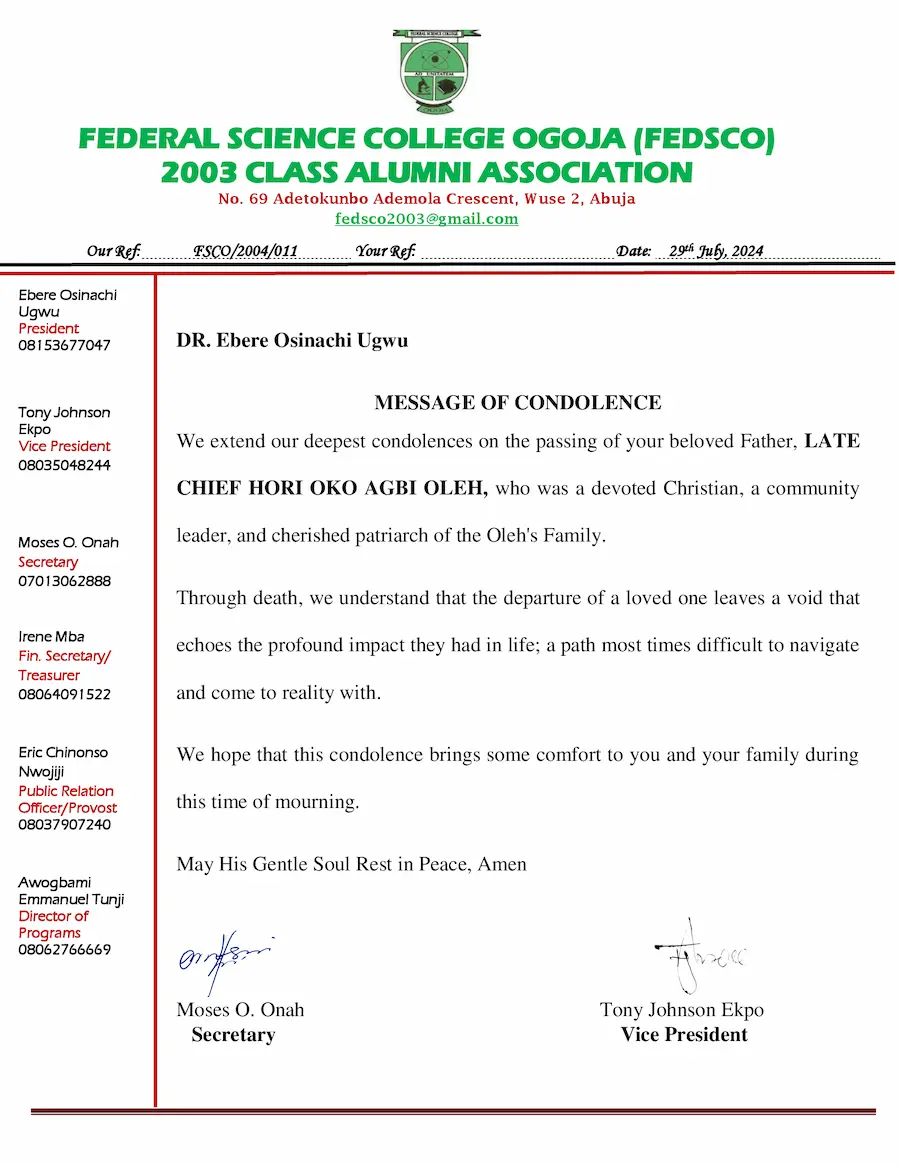 FEDERAL SCIENCE COLLEGE
AD UNITATEM
OGOJA
FEDERAL SCIENCE COLLEGE OGOJA (FEDSCO)
2003 CLASS ALUMNI ASSOCIATION
No. 69 Adetokunbo Ademola Crescent, Wuse 2, Abuja
fedsco2003@gmail.com
Our Ref: FSCO/2004/011 Your Ref: Date: 29th July, 2024
Ebere Osinachi
Ugwu
President
08153677047
Tony Johnson
Ekpo
Vice President
08035048244
Moses O. Onah
Secretary
07013062888
Irene Mba
Fin. Secretary/
Treasurer
08064091522
Eric Chinonso
Nwojiji
Public Relation
Officer/Provost
08037907240
Awogbami
Emmanuel Tunji
Director of
Programs
08062766669
DR. Ebere Osinachi Ugwu
MESSAGE OF CONDOLENCE
We extend our deepest condolences on the passing of your beloved Father, LATE
CHIEF HORI OKO AGBI OLEH, who was a devoted Christian, a community
leader, and cherished patriarch of the Oleh's Family.
Through death, we understand that the departure of a loved one leaves a void that
echoes the profound impact they had in life; a path most times difficult to navigate
and come to reality with.
We hope that this condolence brings some comfort to you and your family during
this time of mourning.
May His Gentle Soul Rest in Peace, Amen
Moses O. Onah
Secretary
Tony Johnson Ekpo
Vice President